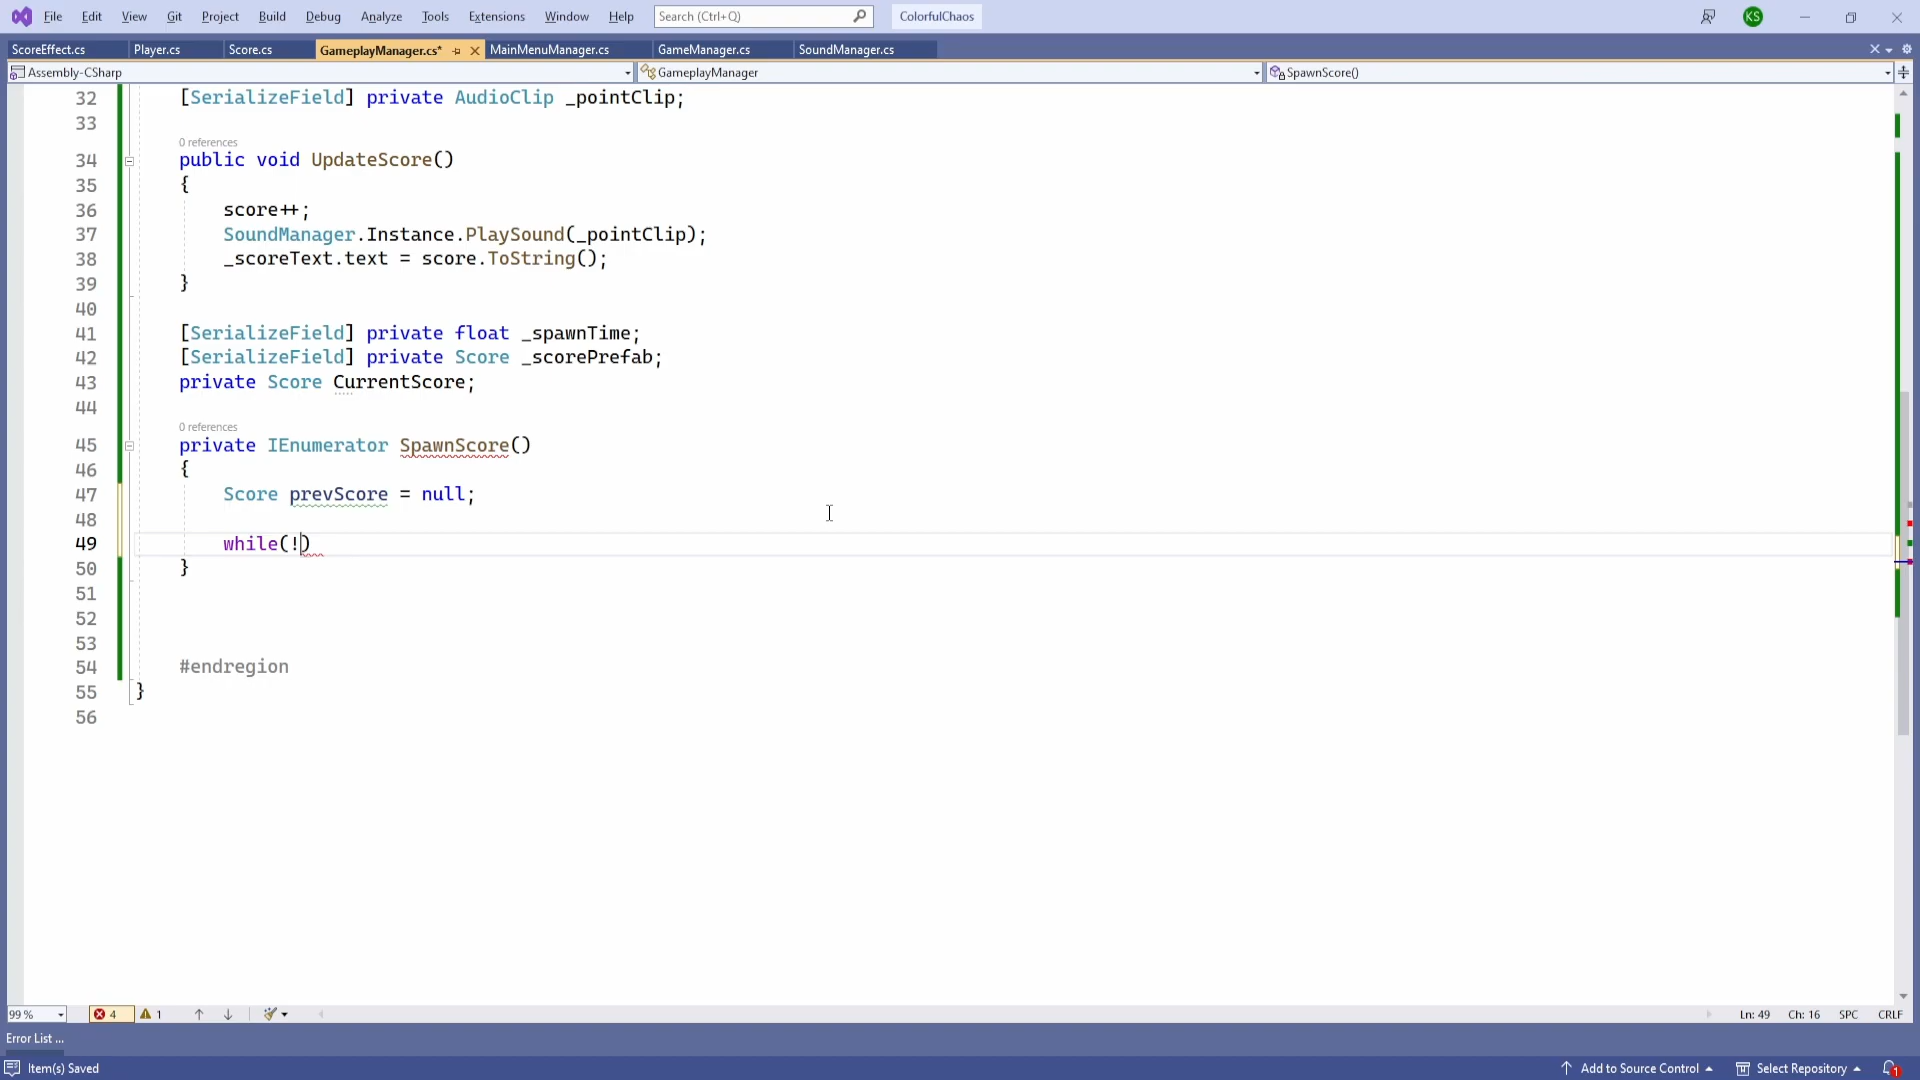 File Edit View Git Project Build Debug Analyze Tools Extensions Window Help Search (Ctrl+Q) ColorfulChaos KS
ScoreEffect.cs Player.cs Score.cs GameplayManager.cs* MainMenuManager.cs GameManager.cs SoundManager.cs
Assembly-CSharp GameplayManager SpawnScore()
32 [SerializeField] private AudioClip _pointClip;
33
0 references
34 public void UpdateScore()
35 {
36 score++;
37 SoundManager.Instance.PlaySound(_pointClip);
38 _scoreText.text = score.ToString();
39 }
40
41 [SerializeField] private float _spawnTime;
42 [SerializeField] private Score _scorePrefab;
43 private Score CurrentScore;
44
0 references
45 private IEnumerator SpawnScore()
46 {
47 Score prevScore = null;
48
49 while(!)
50 }
51
52
53
54 #endregion
55 }
56
99 % 4 1 Ln: 49 Ch: 16 SPC CRLF
Error List ...
Item(s) Saved Add to Source Control Select Repository 1